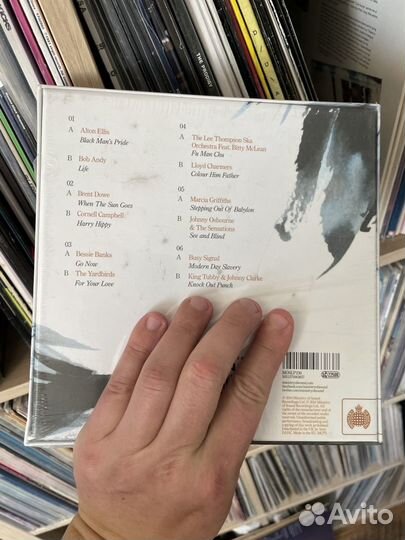 THE PRODIGY
01
A Alton Ellis
Black Man's Pride
B Bob Andy
Life
02
A Brent Dowe
When The Sun Goes
B Cornell Campbell
Harry Hippy
03
A Bessie Banks
Go Now
B The Yardbirds
For Your Love
04
A The Lee Thompson Ska
Orchestra Feat. Bitty McLean
Fu Man Chu
B Lloyd Charmers
Colour Him Father
05
A Marcia Griffiths
Stepping Out Of Babylon
B Johnny Osbourne
& The Sensations
See and Blind
06
A Busy Signal
Modern Day Slavery
B King Tubby & Johnny Clarke
Knock Out Punch
Avito